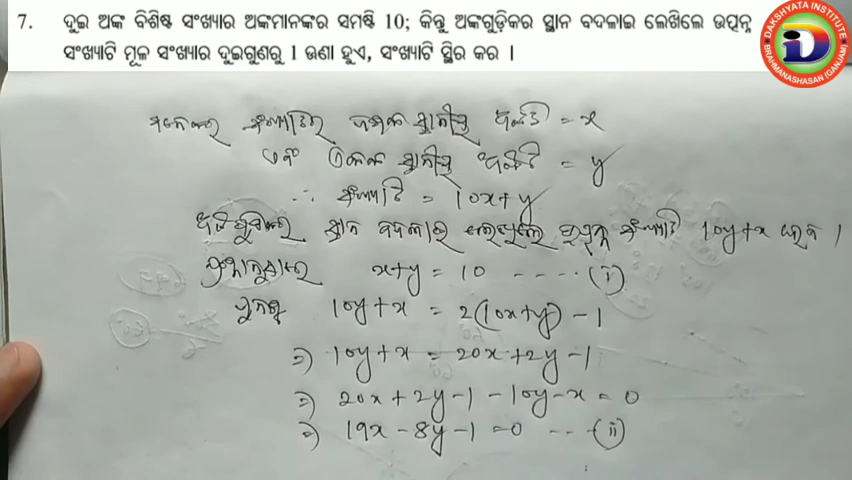 7. ଦୁଇ ଅଙ୍କ ବିଶିଷ୍ଟ ସଂଖ୍ୟାର ଅଙ୍କମାନଙ୍କର ସମଷ୍ଟି 10; କିନ୍ତୁ ଅଙ୍କଗୁଡ଼ିକର ସ୍ଥାନ ବଦଳାଇ ଲେଖିଲେ ଉତ୍ପନ୍ନ
ସଂଖ୍ୟାଟି ମୂଳ ସଂଖ୍ୟାର ଦୁଇଗୁଣରୁ 1 ଊଣା ହୁଏ, ସଂଖ୍ୟାଟି ସ୍ଥିର କର ।
DAKSHYATA INSTITUTE
BRAHMANASHASAN (GANJAM)
ମନେକର ସଂଖ୍ୟାଟିର ଦଶକ ସ୍ଥାନୀୟ ଅଙ୍କଟି = x
ଏବଂ ଏକକ ସ୍ଥାନୀୟ ଅଙ୍କଟି = y
∴ ସଂଖ୍ୟାଟି = 10x+y
ଅଙ୍କଗୁଡ଼ିକର ସ୍ଥାନ ବଦଳାଇ ଲେଖିଲେ ଉତ୍ପନ୍ନ ସଂଖ୍ୟାଟି 10y+x ହେବ ।
ପ୍ରଶ୍ନାନୁସାରେ x+y = 10 ----- (i)
ପୁନଶ୍ଚ 10y+x = 2(10x+y) - 1
⇒ 10y+x = 20x+2y-1
⇒ 20x+2y-1-10y-x = 0
⇒ 19x-8y-1=0 --- (ii)